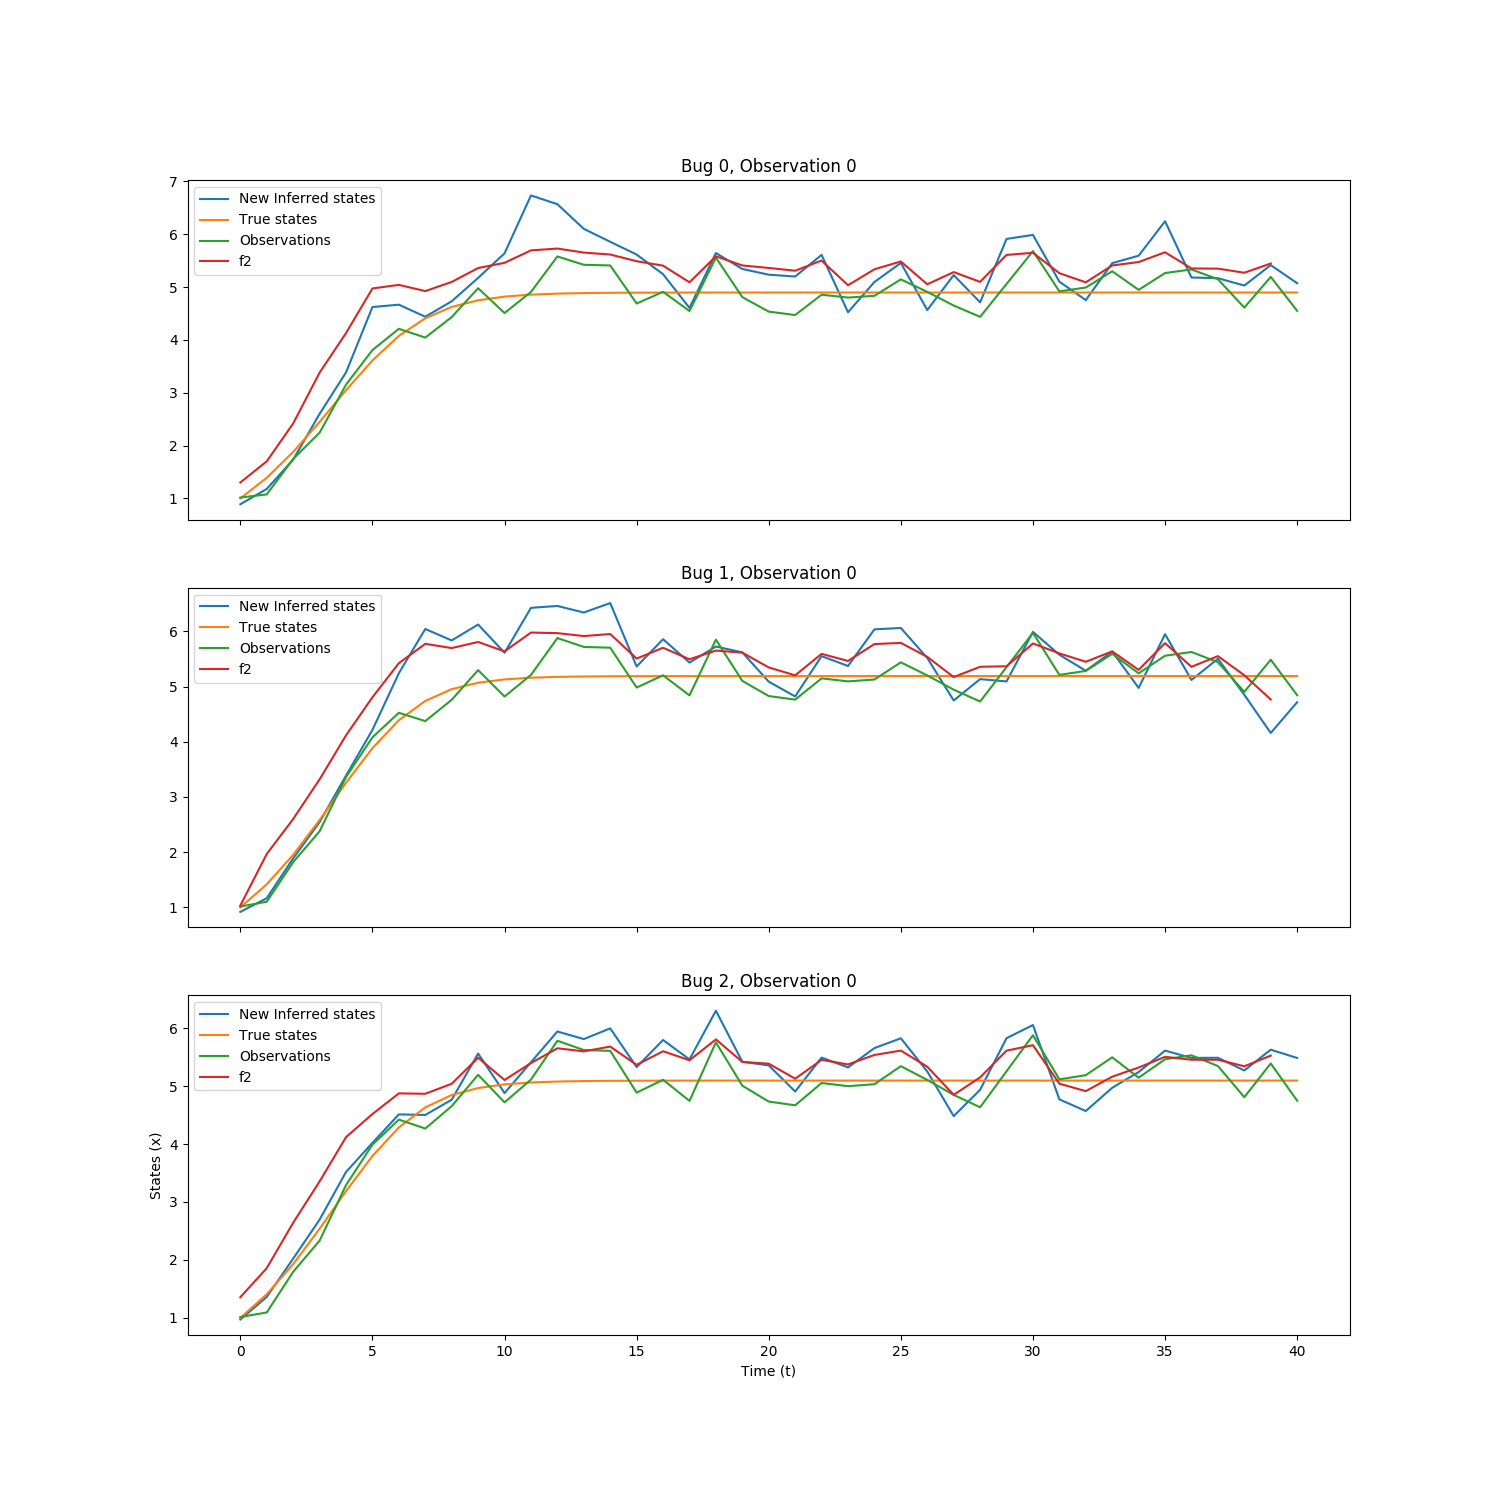 Bug 0, Observation 0
7
6
5
4
3
2
1
New Inferred states
True states
Observations
f2
Bug 1, Observation 0
6
5
4
3
2
1
New Inferred states
True states
Observations
f2
Bug 2, Observation 0
6
5
4
3
2
1
New Inferred states
True states
Observations
f2
States (x)
0 5 10 15 20 25 30 35 40
Time (t)